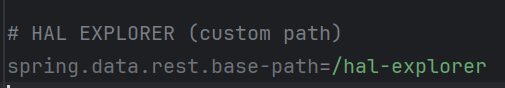 # HAL EXPLORER (custom path)
spring.data.rest.base-path=/hal-explorer